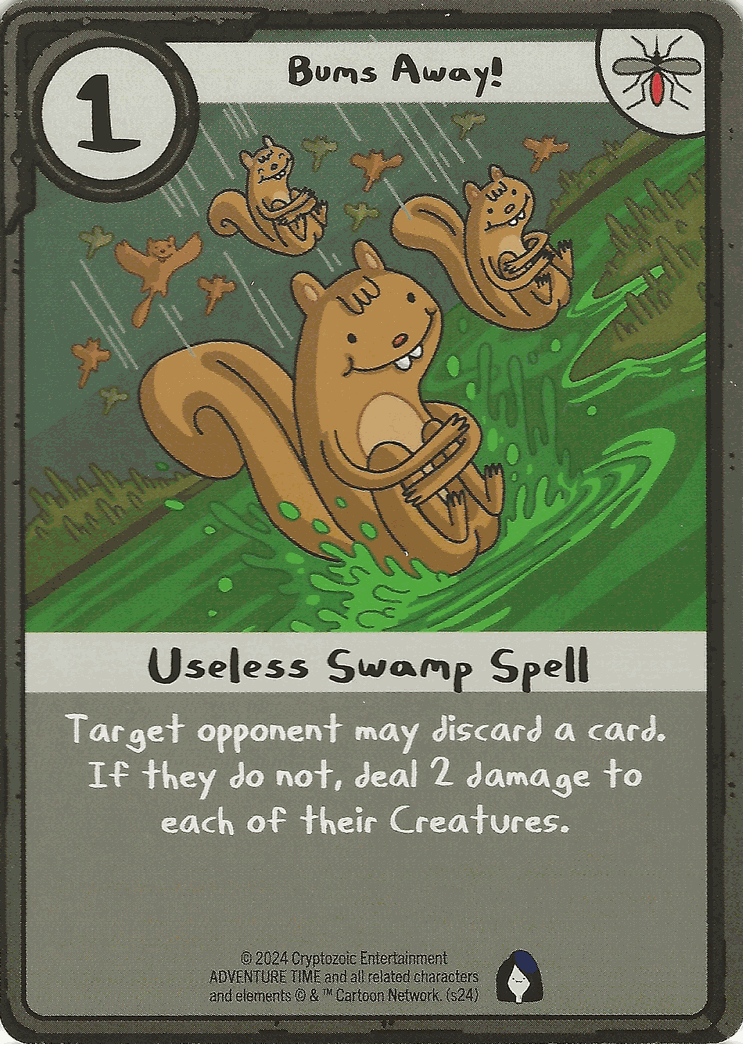 1
Bums Away!
Useless Swamp Spell
Target opponent may discard a card.
If they do not, deal 2 damage to
each of their Creatures.
© 2024 Cryptozoic Entertainment
ADVENTURE TIME and all related characters
and elements © & ™ Cartoon Network. (s24)